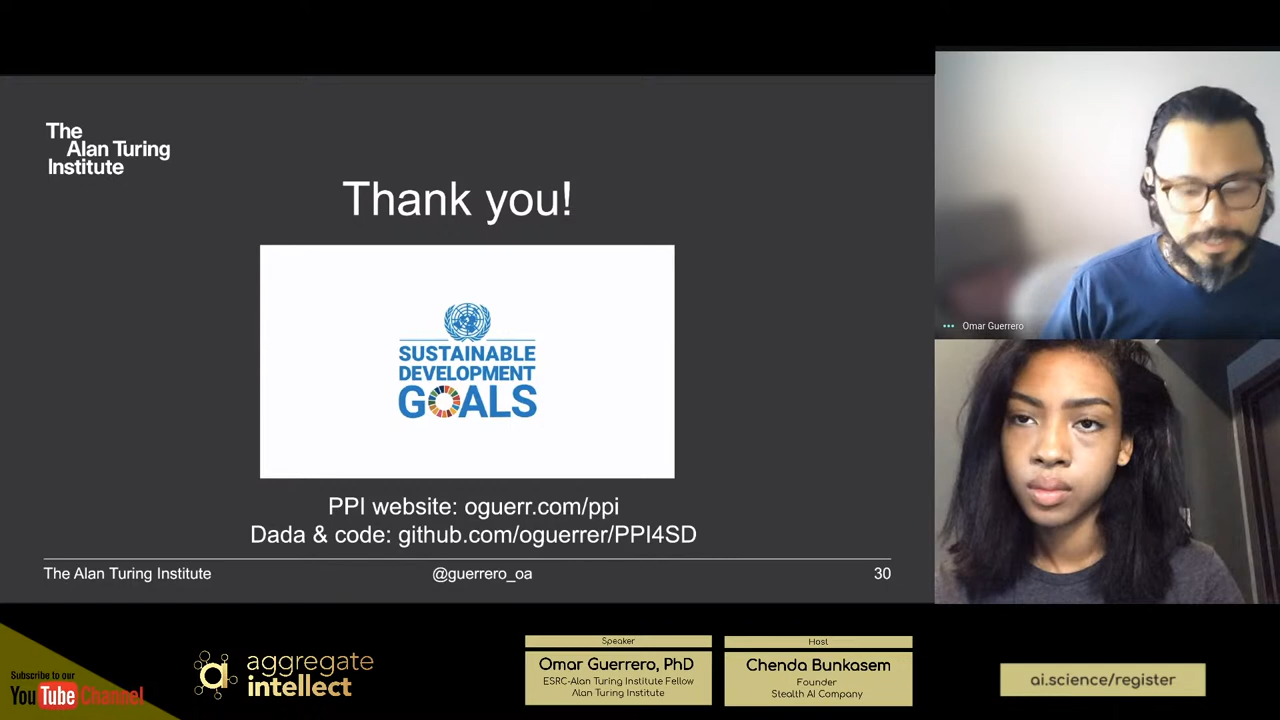 The
Alan Turing
Institute
Thank you!
SUSTAINABLE
DEVELOPMENT
GOALS
PPI website: oguerr.com/ppi
Dada & code: github.com/oguerrer/PPI4SD
The Alan Turing Institute
@guerrero_oa
30
Omar Guerrero
Subscribe to our
YouTube Channel
aggregate
intellect
Speaker
Omar Guerrero, PhD
ESRC-Alan Turing Institute Fellow
Alan Turing Institute
Host
Chenda Bunkasem
Founder
Stealth AI Company
ai.science/register